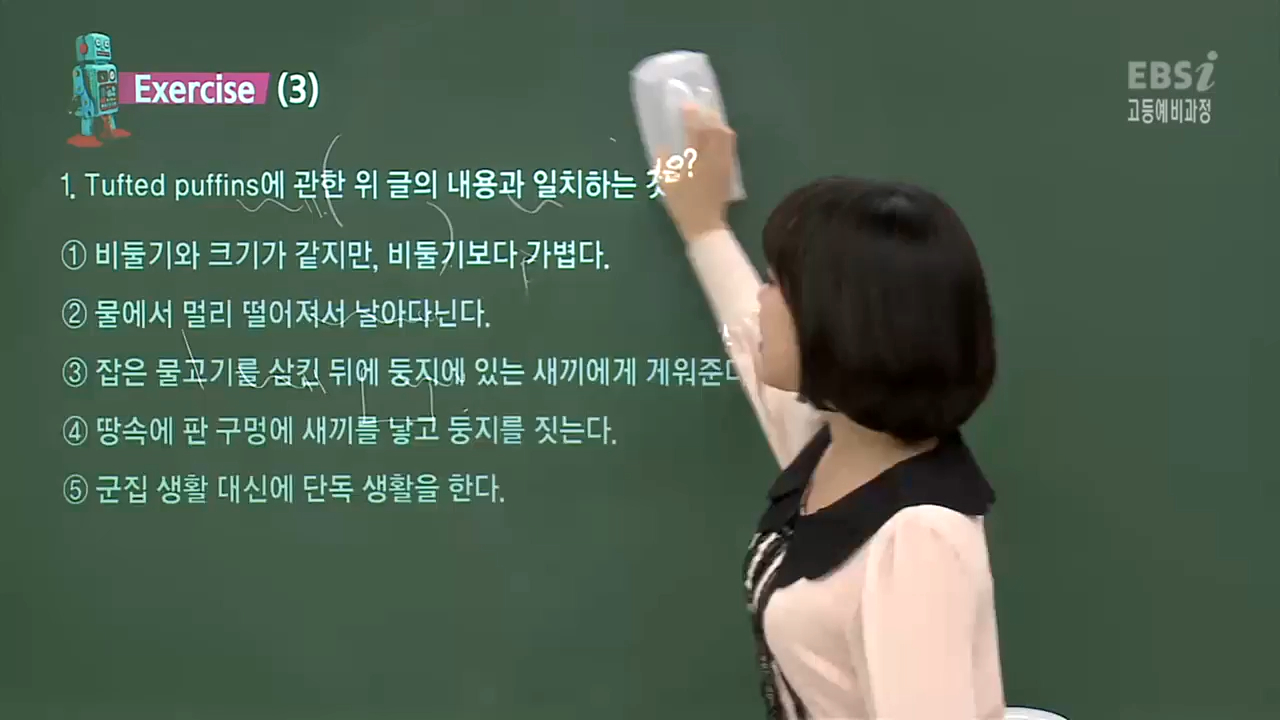 Exercise (3)
EBSi
고등예비과정
1. Tufted puffins에 관한 위 글의 내용과 일치하는 것은?
① 비둘기와 크기가 같지만, 비둘기보다 가볍다.
② 물에서 멀리 떨어져서 날아다닌다.
③ 잡은 물고기를 삼킨 뒤에 둥지에 있는 새끼에게 게워준다
④ 땅속에 판 구멍에 새끼를 낳고 둥지를 짓는다.
⑤ 군집 생활 대신에 단독 생활을 한다.